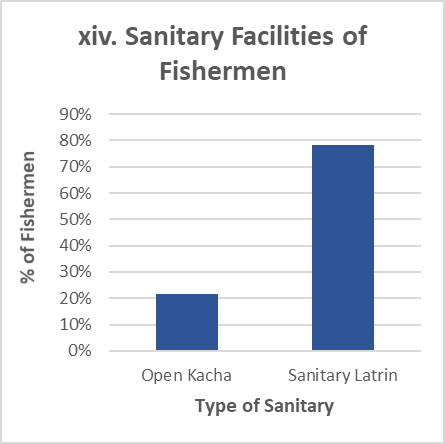 xiv. Sanitary Facilities of
Fishermen
90%
80%
70%
60%
50%
40%
30%
20%
10%
0%
% of Fishermen
Open Kacha
Sanitary Latrin
Type of Sanitary